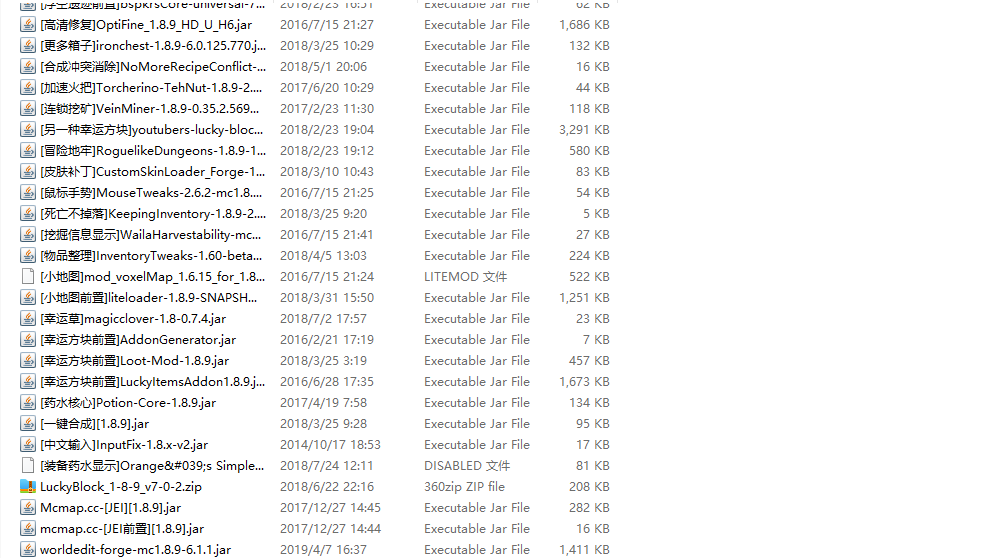 [浮空遗迹前置]bspkrsCore-universal-7... 2018/2/23 16:51 Executable Jar File 62 KB
[高清修复]OptiFine_1.8.9_HD_U_H6.jar 2016/7/15 21:27 Executable Jar File 1,686 KB
[更多箱子]ironchest-1.8.9-6.0.125.770.j... 2018/3/25 10:29 Executable Jar File 132 KB
[合成冲突消除]NoMoreRecipeConflict-... 2018/5/1 20:06 Executable Jar File 16 KB
[加速火把]Torcherino-TehNut-1.8.9-2.... 2017/6/20 10:29 Executable Jar File 44 KB
[连锁挖矿]VeinMiner-1.8.9-0.35.2.569... 2017/2/23 11:30 Executable Jar File 118 KB
[另一种幸运方块]youtubers-lucky-bloc... 2018/2/23 19:04 Executable Jar File 3,291 KB
[冒险地牢]RoguelikeDungeons-1.8.9-1... 2018/2/23 19:12 Executable Jar File 580 KB
[皮肤补丁]CustomSkinLoader_Forge-1... 2018/3/10 10:43 Executable Jar File 83 KB
[鼠标手势]MouseTweaks-2.6.2-mc1.8.... 2016/7/15 21:25 Executable Jar File 54 KB
[死亡不掉落]KeepingInventory-1.8.9-2.... 2018/3/25 9:20 Executable Jar File 5 KB
[挖掘信息显示]WailaHarvestability-mc... 2016/7/15 21:41 Executable Jar File 27 KB
[物品整理]InventoryTweaks-1.60-beta... 2018/4/5 13:03 Executable Jar File 224 KB
[小地图]mod_voxelMap_1.6.15_for_1.8... 2016/7/15 21:24 LITEMOD 文件 522 KB
[小地图前置]liteloader-1.8.9-SNAPSH... 2018/3/31 15:50 Executable Jar File 1,251 KB
[幸运草]magicclover-1.8-0.7.4.jar 2018/7/2 17:57 Executable Jar File 23 KB
[幸运方块前置]AddonGenerator.jar 2016/2/21 17:19 Executable Jar File 7 KB
[幸运方块前置]Loot-Mod-1.8.9.jar 2018/3/25 3:19 Executable Jar File 457 KB
[幸运方块前置]LuckyItemsAddon1.8.9.j... 2016/6/28 17:35 Executable Jar File 1,673 KB
[药水核心]Potion-Core-1.8.9.jar 2017/4/19 7:58 Executable Jar File 134 KB
[一键合成][1.8.9].jar 2018/3/25 9:28 Executable Jar File 95 KB
[中文输入]InputFix-1.8.x-v2.jar 2014/10/17 18:53 Executable Jar File 17 KB
[装备药水显示]Orange&#039;s Simple... 2018/7/24 12:11 DISABLED 文件 81 KB
LuckyBlock_1-8-9_v7-0-2.zip 2018/6/22 22:16 360zip ZIP file 208 KB
Mcmap.cc-[JEI][1.8.9].jar 2017/12/27 14:45 Executable Jar File 282 KB
mcmap.cc-[JEI前置][1.8.9].jar 2017/12/27 14:44 Executable Jar File 16 KB
worldedit-forge-mc1.8.9-6.1.1.jar 2019/4/7 16:37 Executable Jar File 1,411 KB